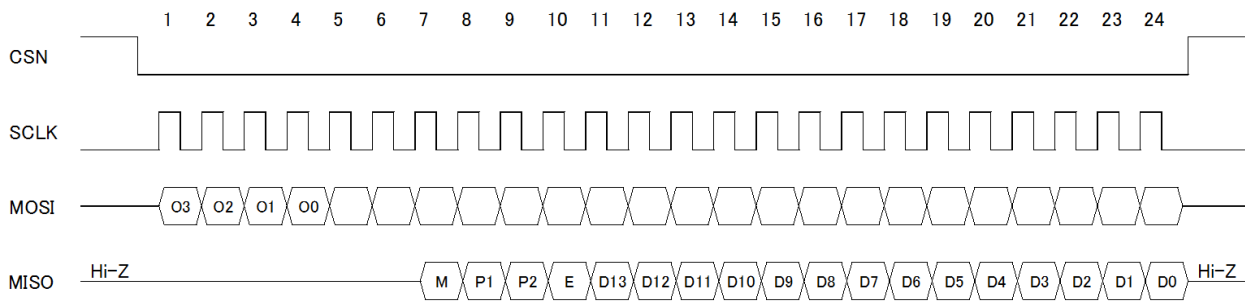 1 2 3 4 5 6 7 8 9 10 11 12 13 14 15 16 17 18 19 20 21 22 23 24
CSN
SCLK
MOSI O3 O2 O1 O0
MISO Hi-Z M P1 P2 E D13 D12 D11 D10 D9 D8 D7 D6 D5 D4 D3 D2 D1 D0 Hi-Z